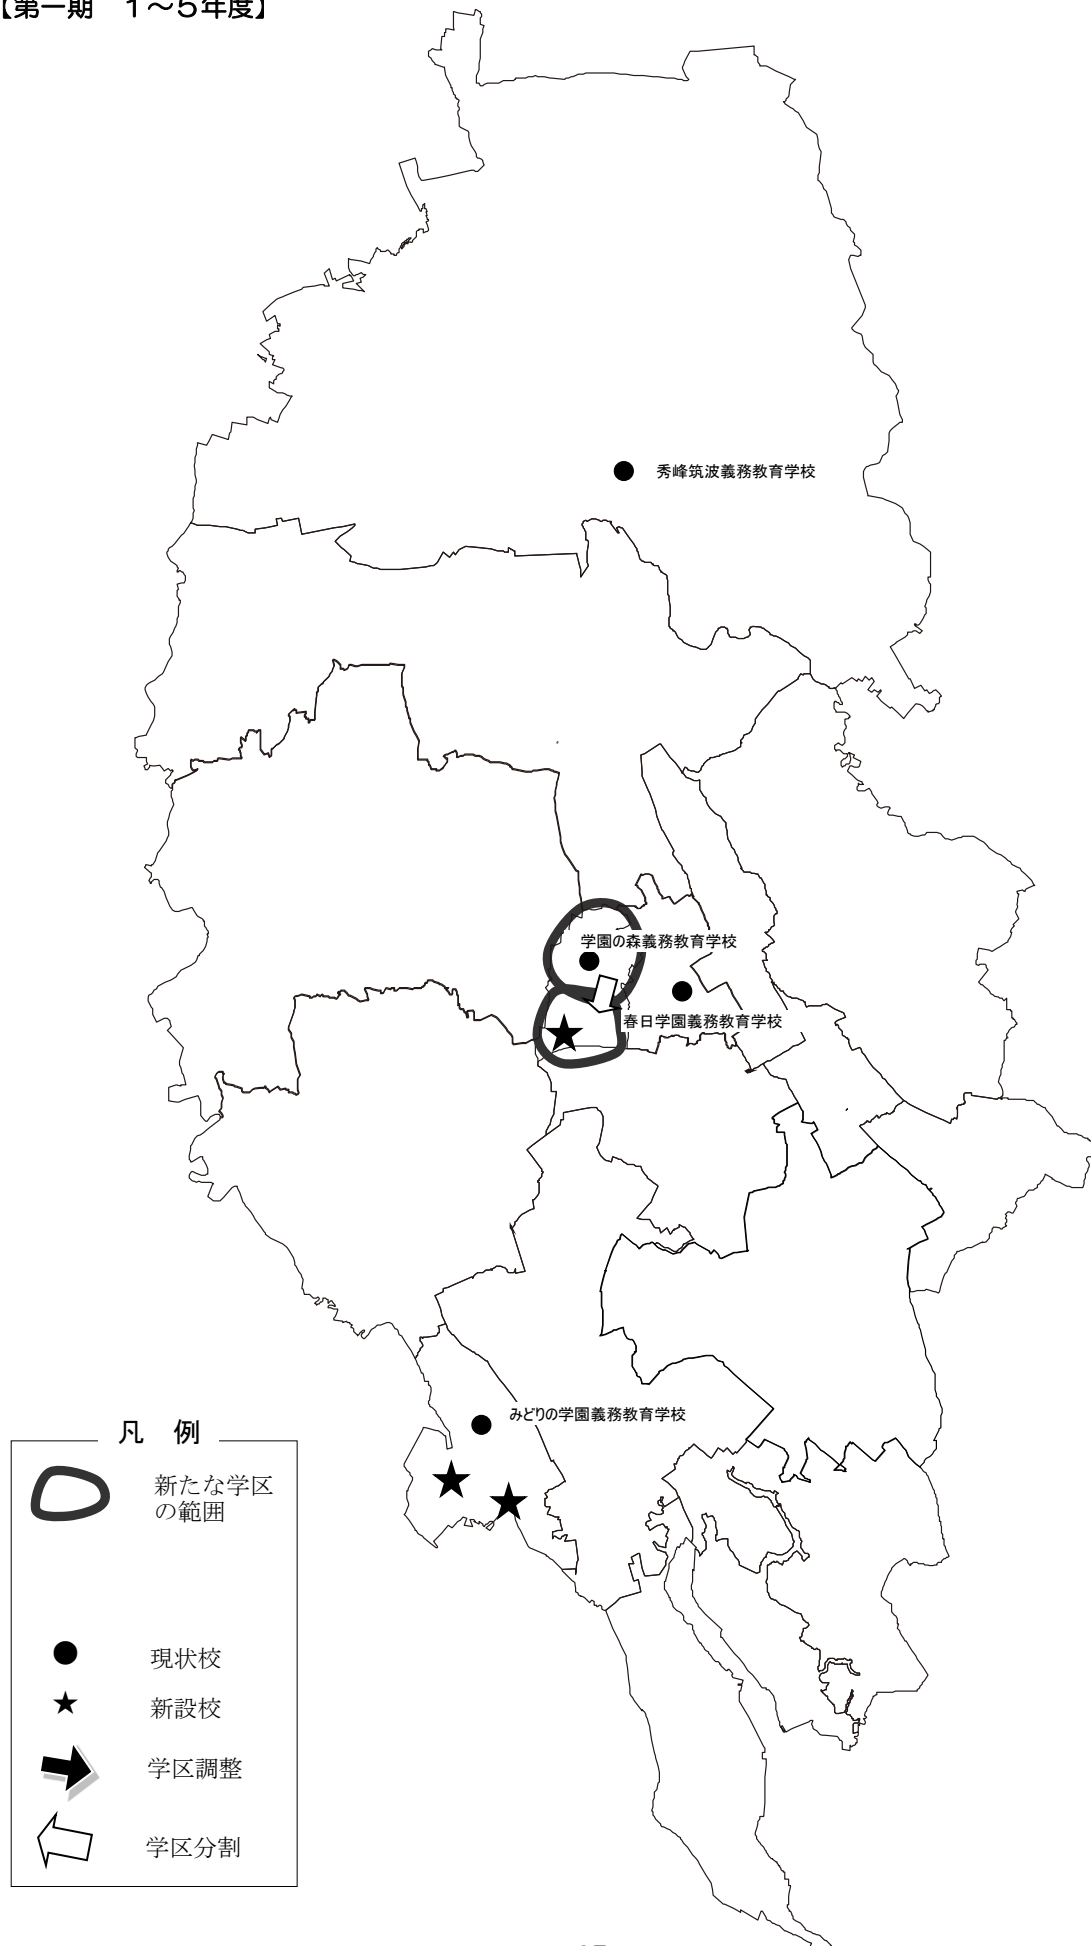 【第一期　１～５年度】
秀峰筑波義務教育学校
学園の森義務教育学校
春日学園義務教育学校
みどりの学園義務教育学校
凡　例
新たな学区
の範囲
現状校
新設校
学区調整
学区分割